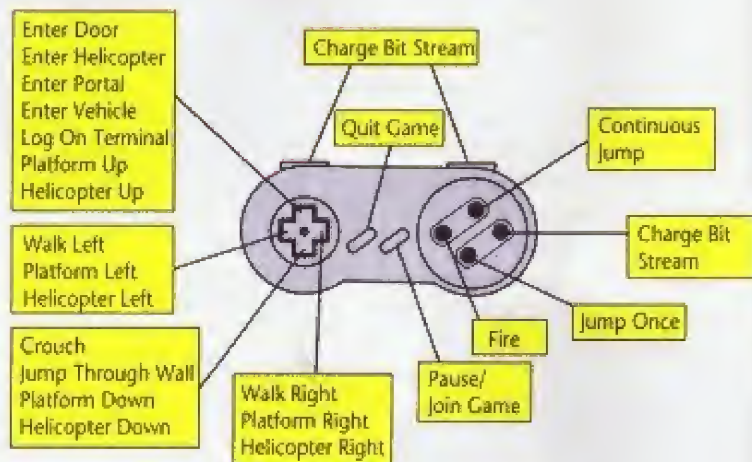 Enter Door
Enter Helicopter
Enter Portal
Enter Vehicle
Log On Terminal
Platform Up
Helicopter Up
Charge Bit Stream
Quit Game
Continuous
Jump
Walk Left
Platform Left
Helicopter Left
Charge Bit
Stream
Jump Once
Fire
Crouch
Jump Through Wall
Platform Down
Helicopter Down
Walk Right
Platform Right
Helicopter Right
Pause/
Join Game